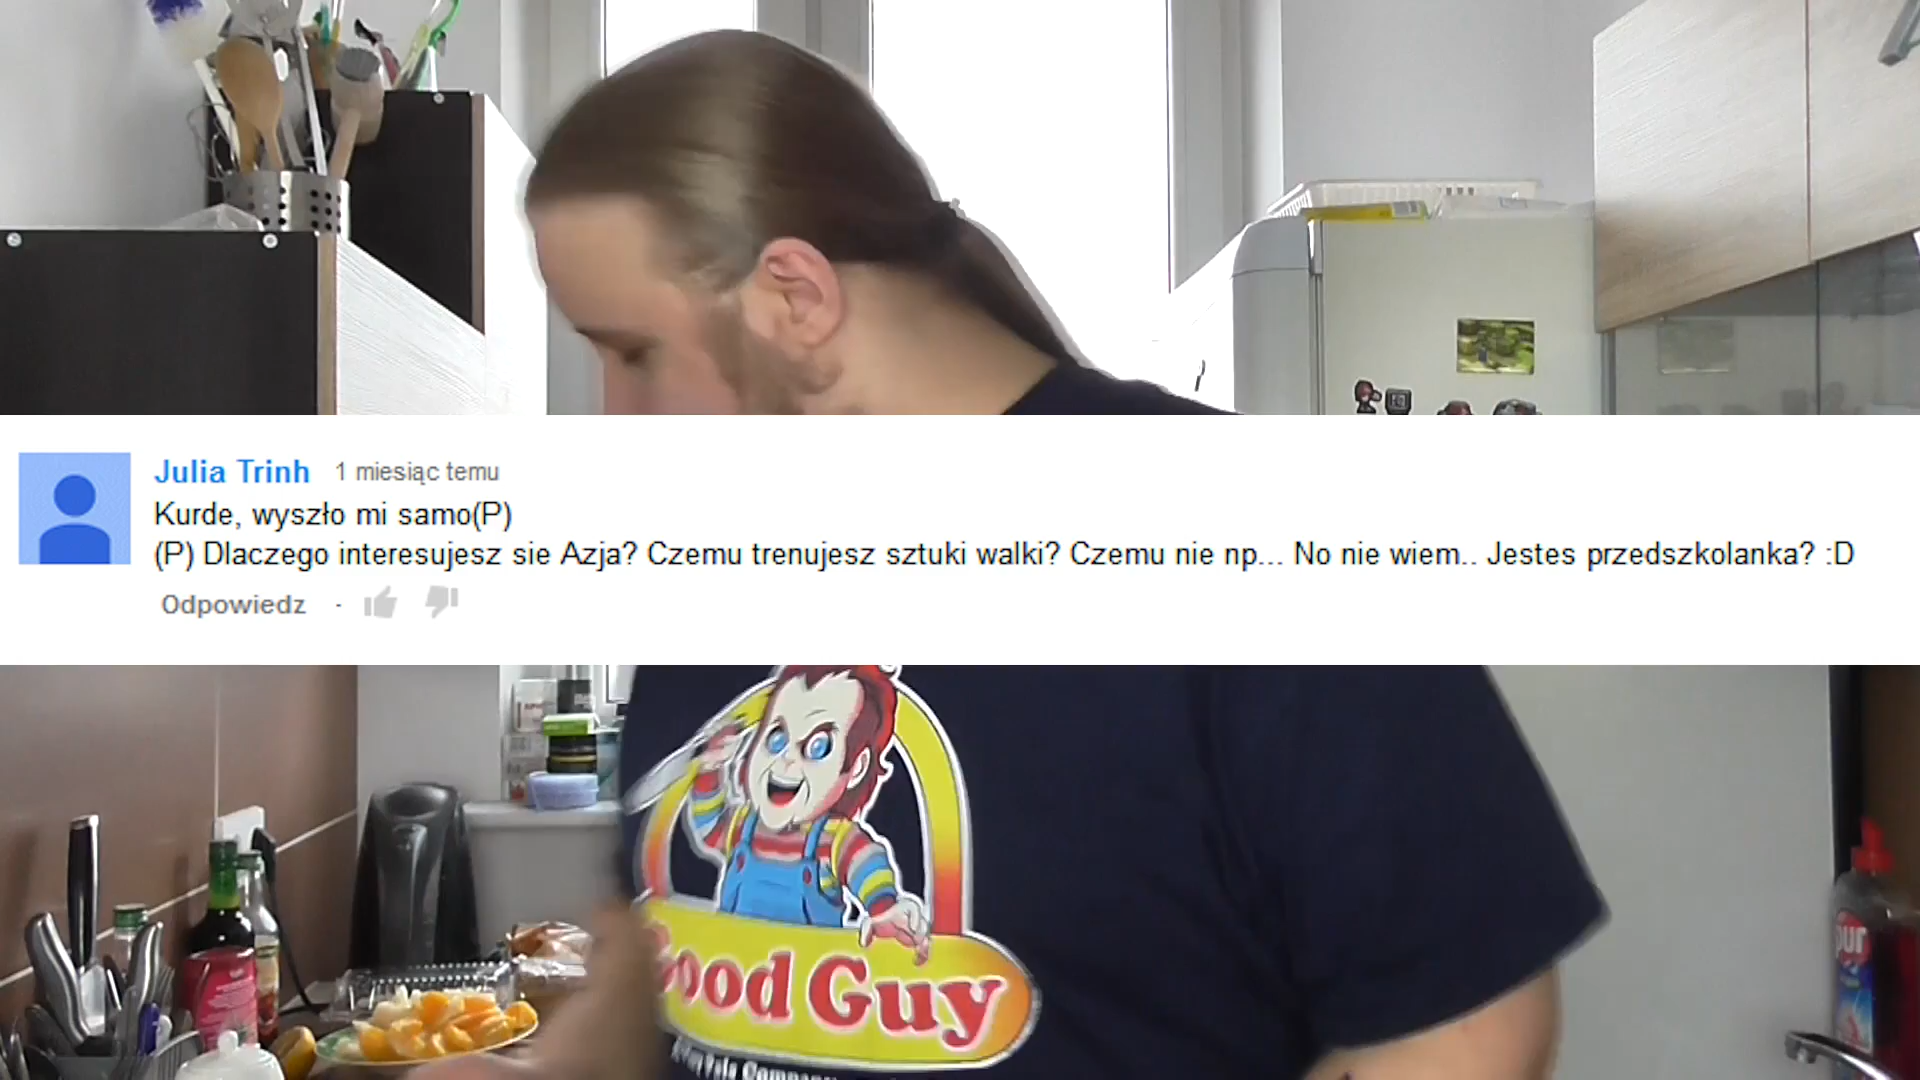 Julia Trinh 1 miesiąc temu
Kurde, wyszło mi samo(P)
(P) Dlaczego interesujesz sie Azja? Czemu trenujesz sztuki walki? Czemu nie np... No nie wiem.. Jestes przedszkolanka? :D
Odpowiedz ·
Good Guy
pur